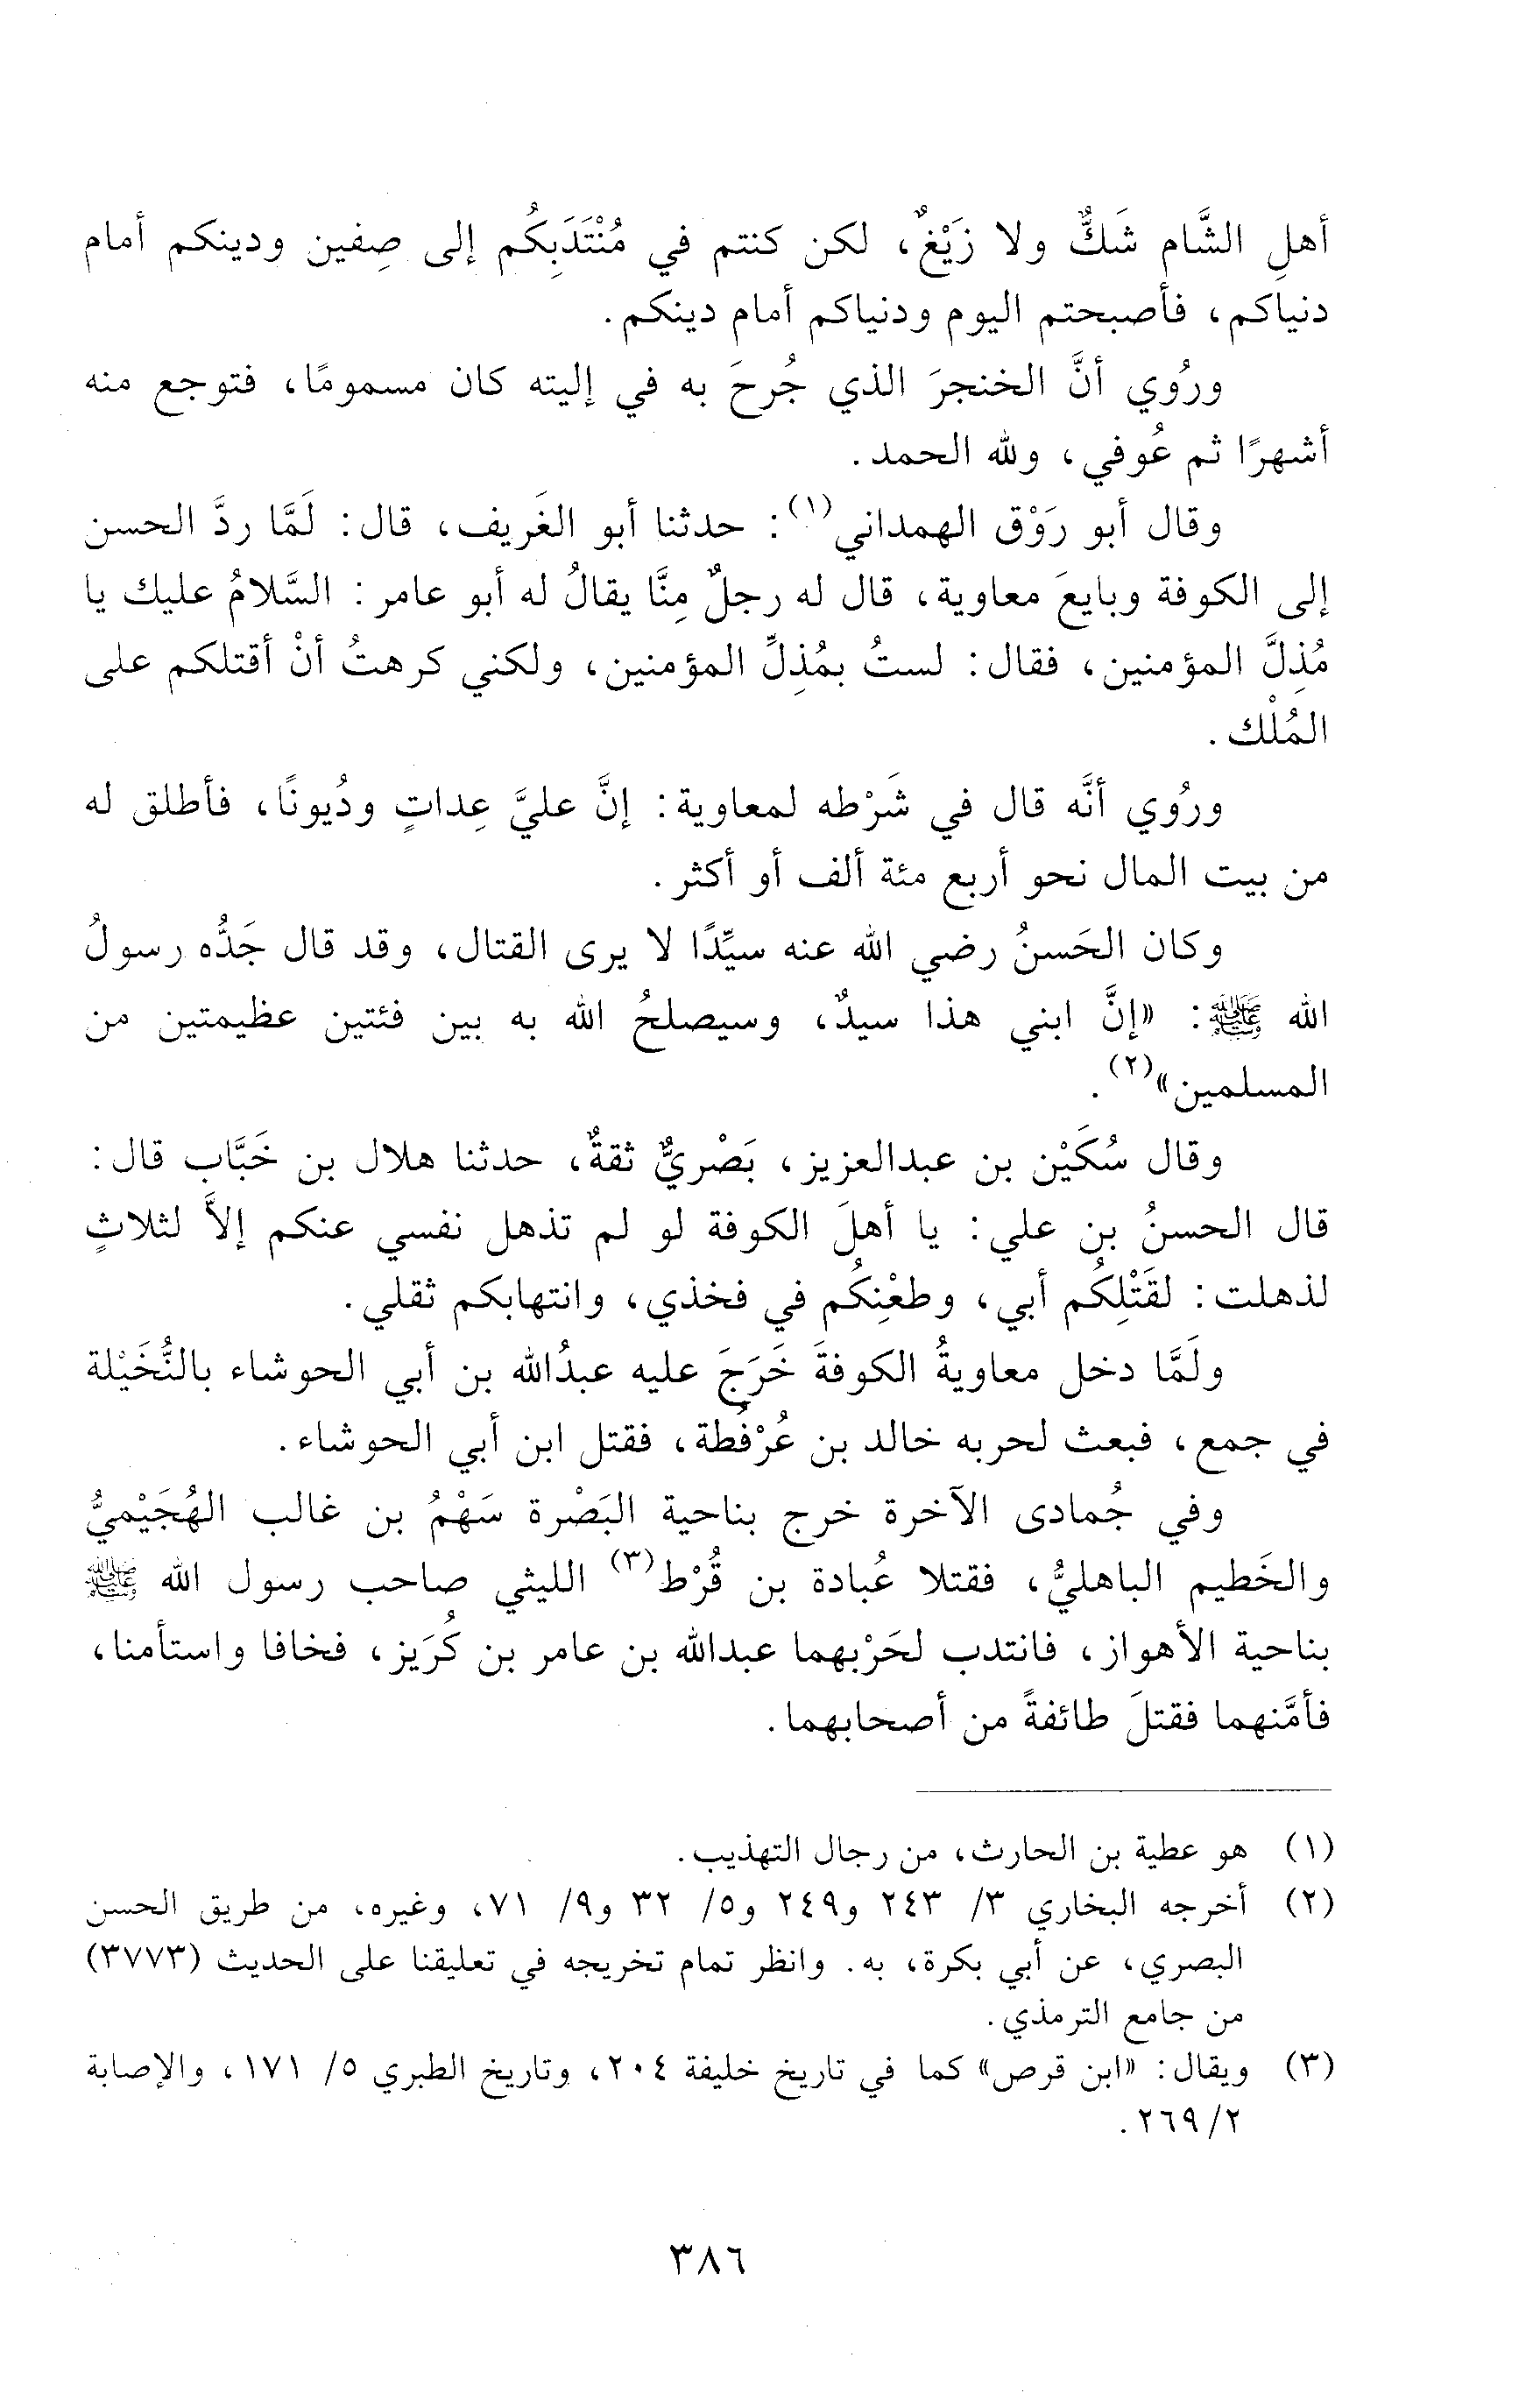 أهلِ الشَّام شَكٌّ ولا زَيْغٌ، لكن كنتم في مُنْتَدَبِكُم إلى صِفين ودينكم أمام
دنياكم، فأصبحتم اليوم ودنياكم أمام دينكم.
ورُوي أنَّ الخنجرَ الذي جُرحَ به في إليته كان مسمومًا، فتوجع منه
أشهرًا ثم عُوفي، ولله الحمد.
وقال أبو رَوْق الهمداني(١): حدثنا أبو الغَريف، قال: لَمَّا ردَّ الحسن
إلى الكوفة وبايعَ معاوية، قال له رجلٌ مِنَّا يقالُ له أبو عامر: السَّلامُ عليك يا
مُذِلَّ المؤمنين، فقال: لستُ بمُذِلِّ المؤمنين، ولكني كرهتُ أنْ أقتلكم على
المُلْك.
ورُوي أنَّه قال في شَرْطه لمعاوية: إنَّ عليَّ عِداتٍ ودُيونًا، فأطلق له
من بيت المال نحو أربع مئة ألف أو أكثر.
وكان الحَسنُ رضي الله عنه سيِّدًا لا يرى القتال، وقد قال جَدُّه رسولُ
الله ﷺ: «إنَّ ابني هذا سيدٌ، وسيصلحُ الله به بين فئتين عظيمتين من
المسلمين»(٢).
وقال سُكَيْن بن عبدالعزيز، بَصْريٌّ ثقةٌ، حدثنا هلال بن خَبَّاب قال:
قال الحسنُ بن علي: يا أهلَ الكوفة لو لم تذهل نفسي عنكم إلاَّ لثلاثٍ
لذهلت: لقَتْلِكُم أبي، وطعْنِكُم في فخذي، وانتهابكم ثقلي.
ولَمَّا دخل معاويةُ الكوفةَ خَرَجَ عليه عبدُالله بن أبي الحوشاء بالنُّخَيْلة
في جمع، فبعث لحربه خالد بن عُرْفُطة، فقتل ابن أبي الحوشاء.
وفي جُمادى الآخرة خرج بناحية البَصْرة سَهْمُ بن غالب الهُجَيْميُّ
والخَطيم الباهليُّ، فقتلا عُبادة بن قُرْط(٣) الليثي صاحب رسول الله ﷺ
بناحية الأهواز، فانتدب لحَرْبهما عبدالله بن عامر بن كُرَيز، فخافا واستأمنا،
فأمَّنهما فقتلَ طائفةً من أصحابهما.
(١) هو عطية بن الحارث، من رجال التهذيب.
(٢) أخرجه البخاري ٣/ ٢٤٣ و٢٤٩ و٥/ ٣٢ و٩/ ٧١، وغيره، من طريق الحسن
البصري، عن أبي بكرة، به. وانظر تمام تخريجه في تعليقنا على الحديث (٣٧٧٣)
من جامع الترمذي.
(٣) ويقال: «ابن قرص» كما في تاريخ خليفة ٢٠٤، وتاريخ الطبري ٥/ ١٧١، والإصابة
٢/٢٦٩.
٣٨٦